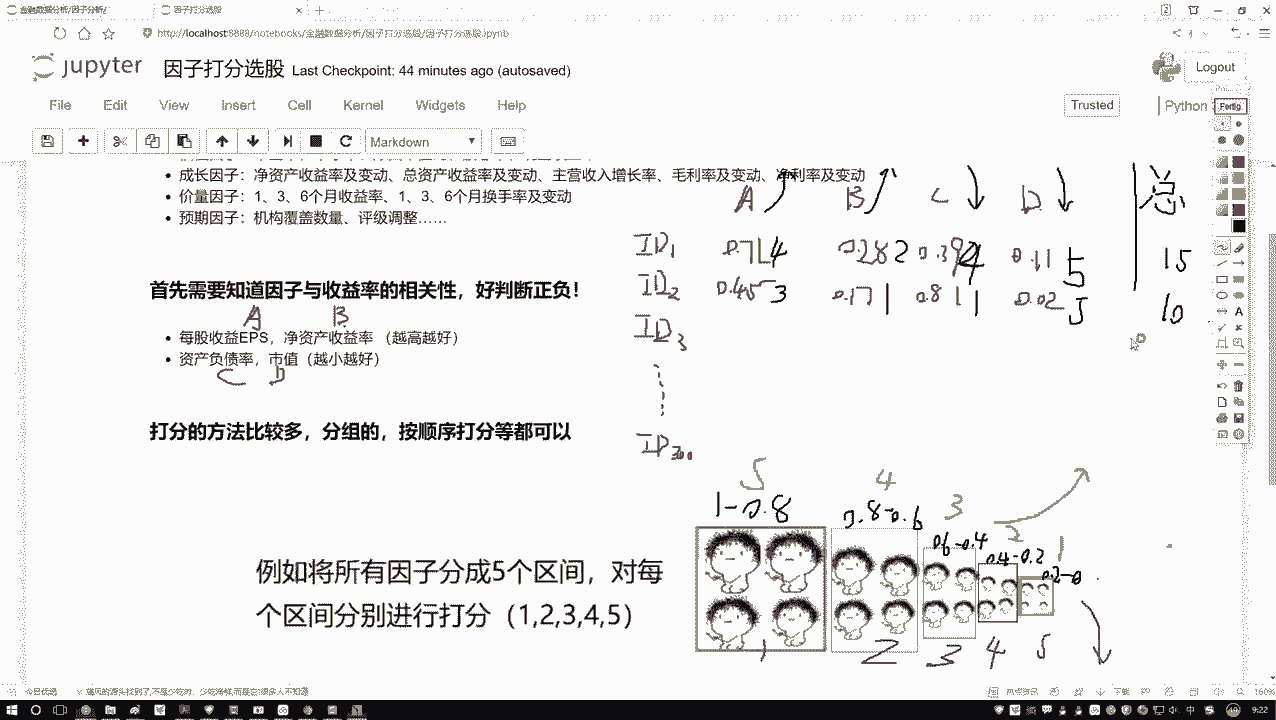 金融数据分析/因子分析/
因子打分选股
http://localhost:8888/notebooks/金融数据分析/因子打分选股/因子打分选股.ipynb
jupyter 因子打分选股 Last Checkpoint: 44 minutes ago (autosaved)
Logout
File Edit View Insert Cell Kernel Widgets Help
Trusted
Python
Fertig
Markdown
成长因子：净资产收益率及变动、总资产收益率及变动、主营收入增长率、毛利率及变动、净利率及变动
价量因子：1、3、6个月收益率、1、3、6个月换手率及变动
预期因子：机构覆盖数量、评级调整……
A B C D 总
ID1 0.71 4 0.28 2 0.39 4 0.11 5 15
ID2 0.45 3 0.17 1 0.81 1 0.02 5 10
ID3
ID300
首先需要知道因子与收益率的相关性，好判断正负！
A B
每股收益EPS，净资产收益率 （越高越好）
资产负债率，市值（越小越好）
C D
打分的方法比较多，分组的，按顺序打分等都可以
5 4 3 2 1
1-0.8 0.8-0.6 0.6-0.4 0.4-0.2 0.2-0
例如将所有因子分成5个区间，对每
个区间分别进行打分（1,2,3,4,5）
1 2 3 4 5
今日优选
160%
9:22